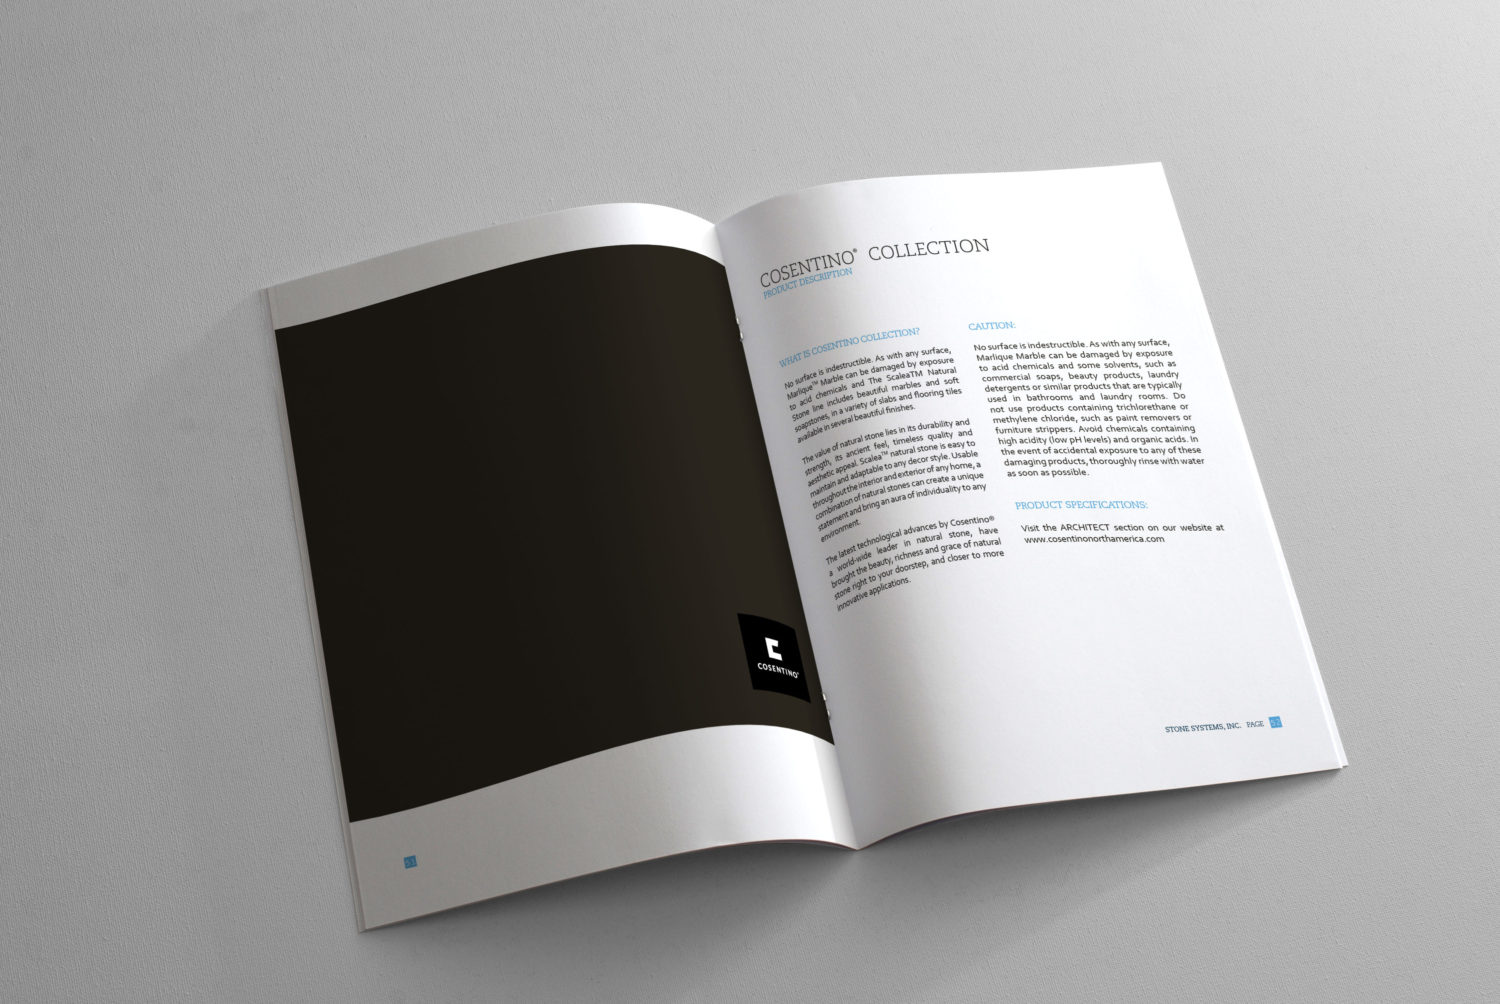 COSENTINO® COLLECTION
PRODUCT DESCRIPTION
WHAT IS COSENTINO COLLECTION?
No surface is indestructible. As with any surface,
Marlique™ Marble can be damaged by exposure
to acid chemicals and The ScaleaTM Natural
Stone line includes beautiful marbles and soft
soapstones, in a variety of slabs and flooring tiles
available in several beautiful finishes.
The value of natural stone lies in its durability and
strength, its ancient feel, timeless quality and
aesthetic appeal. Scalea™ natural stone is easy to
maintain and adaptable to any decor style. Usable
throughout the interior and exterior of any home, a
combination of natural stones can create a unique
statement and bring an aura of individuality to any
environment.
The latest technological advances by Cosentino®
a world-wide leader in natural stone, have
brought the beauty, richness and grace of natural
stone right to your doorstep, and closer to more
innovative applications.
CAUTION:
No surface is indestructible. As with any surface,
Marlique Marble can be damaged by exposure
to acid chemicals and some solvents, such as
commercial soaps, beauty products, laundry
detergents or similar products that are typically
used in bathrooms and laundry rooms. Do
not use products containing trichlorethane or
methylene chloride, such as paint removers or
furniture strippers. Avoid chemicals containing
high acidity (low pH levels) and organic acids. In
the event of accidental exposure to any of these
damaging products, thoroughly rinse with water
as soon as possible.
PRODUCT SPECIFICATIONS:
Visit the ARCHITECT section on our website at
www.cosentinonorthamerica.com
COSENTINO®
STONE SYSTEMS, INC. PAGE